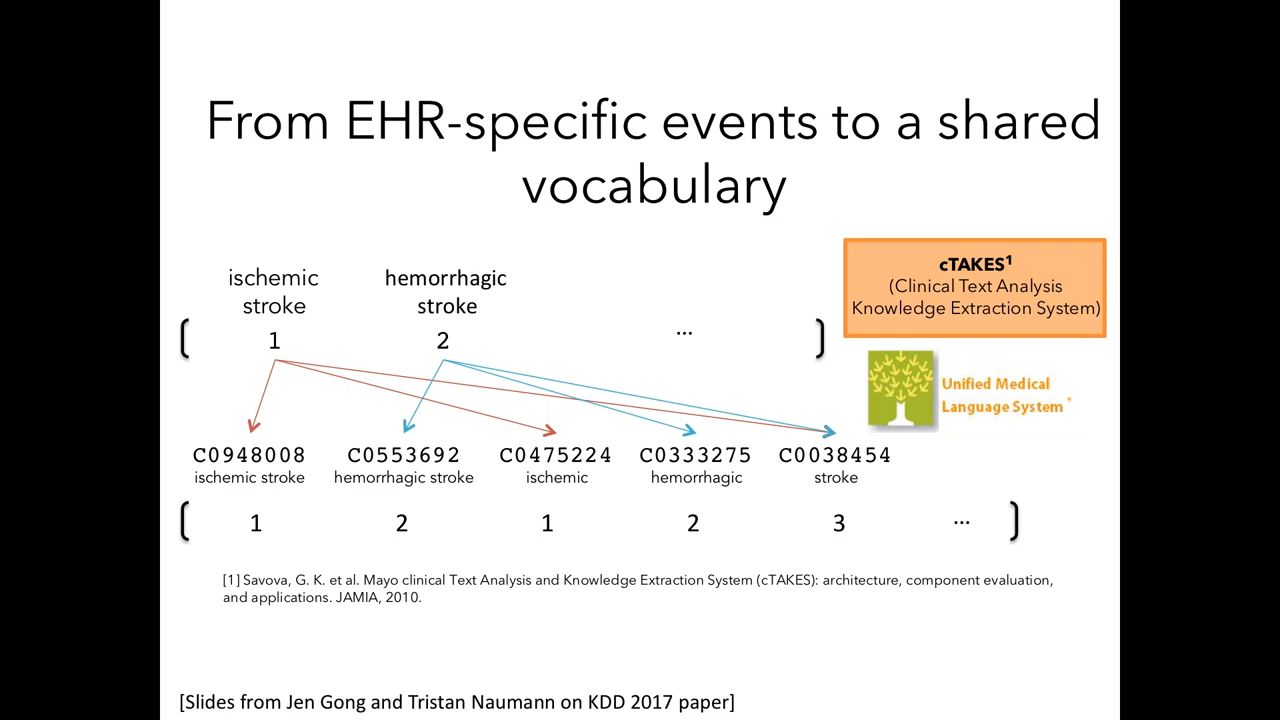 From EHR-specific events to a shared
vocabulary
cTAKES1
(Clinical Text Analysis
Knowledge Extraction System)
ischemic
stroke
hemorrhagic
stroke
[ 1 2 ... ]
Unified Medical
Language System®
C0948008 C0553692 C0475224 C0333275 C0038454
ischemic stroke hemorrhagic stroke ischemic hemorrhagic stroke
[ 1 2 1 2 3 ... ]
[1] Savova, G. K. et al. Mayo clinical Text Analysis and Knowledge Extraction System (cTAKES): architecture, component evaluation,
and applications. JAMIA, 2010.
[Slides from Jen Gong and Tristan Naumann on KDD 2017 paper]